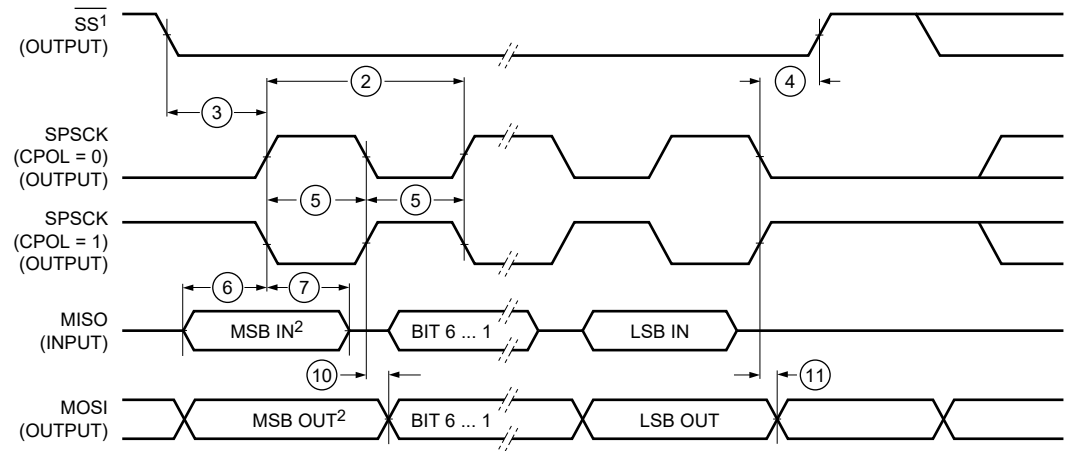 SS¹
(OUTPUT)
2
4
3
SPSCK
(CPOL = 0)
(OUTPUT)
5
5
SPSCK
(CPOL = 1)
(OUTPUT)
6
7
MISO
(INPUT)
MSB IN²
BIT 6 ... 1
LSB IN
10
11
MOSI
(OUTPUT)
MSB OUT²
BIT 6 ... 1
LSB OUT